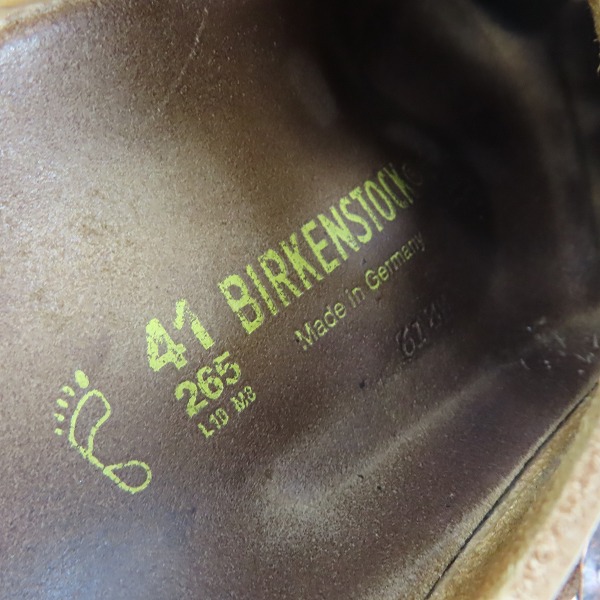 41 BIRKENSTOCK®
265 Made in Germany
L10 M8